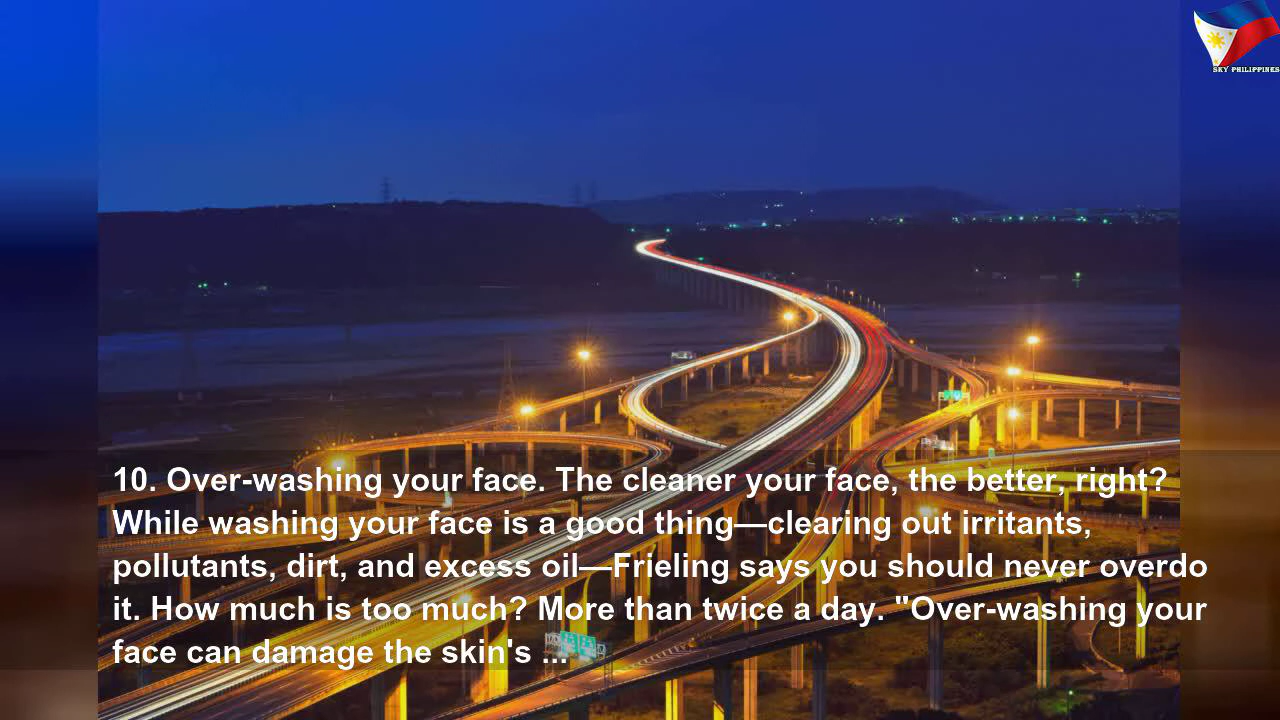 SKY PHILIPPINES
10. Over-washing your face. The cleaner your face, the better, right?
While washing your face is a good thing—clearing out irritants,
pollutants, dirt, and excess oil—Frieling says you should never overdo
it. How much is too much? More than twice a day. "Over-washing your
face can damage the skin's ...